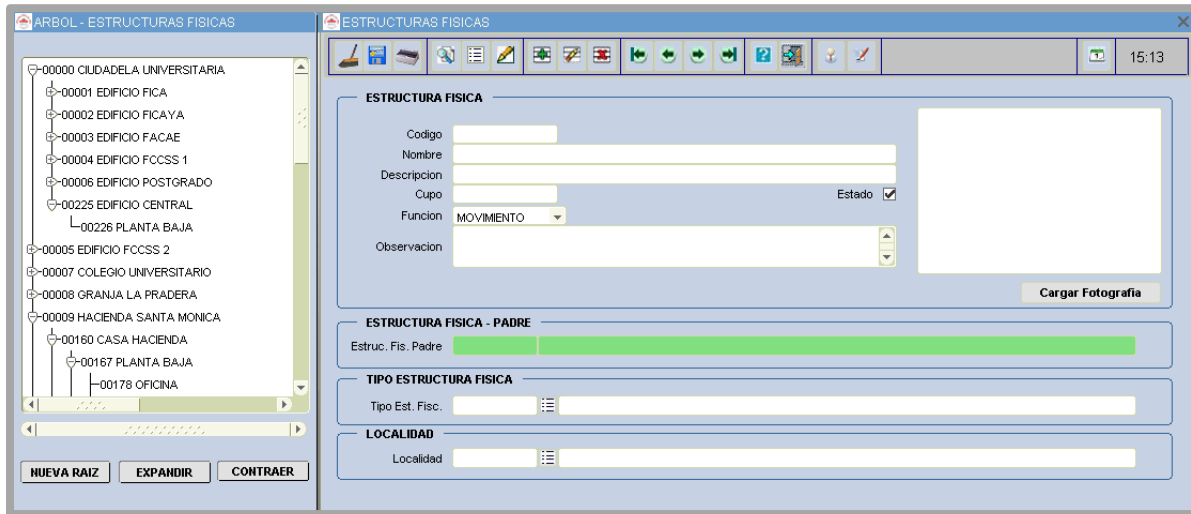 ARBOL - ESTRUCTURAS FISICAS
00000 CIUDADELA UNIVERSITARIA
00001 EDIFICIO FICA
00002 EDIFICIO FICAYA
00003 EDIFICIO FACAE
00004 EDIFICIO FCCSS 1
00006 EDIFICIO POSTGRADO
00225 EDIFICIO CENTRAL
00226 PLANTA BAJA
00005 EDIFICIO FCCSS 2
00007 COLEGIO UNIVERSITARIO
00008 GRANJA LA PRADERA
00009 HACIENDA SANTA MONICA
00160 CASA HACIENDA
00167 PLANTA BAJA
00178 OFICINA
NUEVA RAIZ EXPANDIR CONTRAER
ESTRUCTURAS FISICAS
15:13
ESTRUCTURA FISICA
Codigo
Nombre
Descripcion
Cupo Estado
Funcion MOVIMIENTO
Observacion
Cargar Fotografia
ESTRUCTURA FISICA - PADRE
Estruc. Fis. Padre
TIPO ESTRUCTURA FISICA
Tipo Est. Fisc.
LOCALIDAD
Localidad